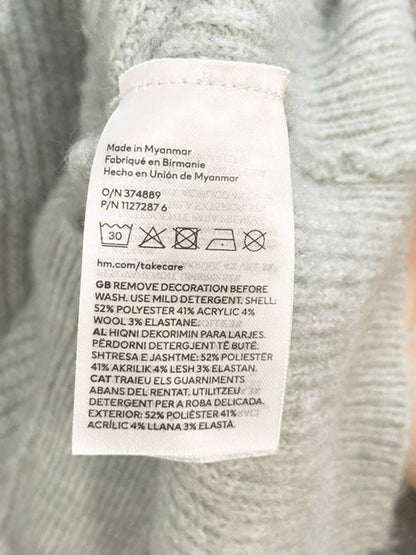 Made in Myanmar
Fabriqué en Birmanie
Hecho en Unión de Myanmar
O/N 374889
P/N 1127287 6
30
hm.com/takecare
GB REMOVE DECORATION BEFORE
WASH. USE MILD DETERGENT. SHELL:
52% POLYESTER 41% ACRYLIC 4%
WOOL 3% ELASTANE.
AL HIQNI DEKORIMIN PARA LARJES.
PËRDORNI DETERGJENT TË BUTË.
SHTRESA E JASHTME: 52% POLIESTËR
41% AKRILIK 4% LESH 3% ELASTAN.
CAT TRAIEU ELS GUARNIMENTS
ABANS DEL RENTAT. UTILITZEU
DETERGENT PER A ROBA DELICADA.
EXTERIOR: 52% POLIÈSTER 41%
ACRÍLIC 4% LLANA 3% ELASTÀ.